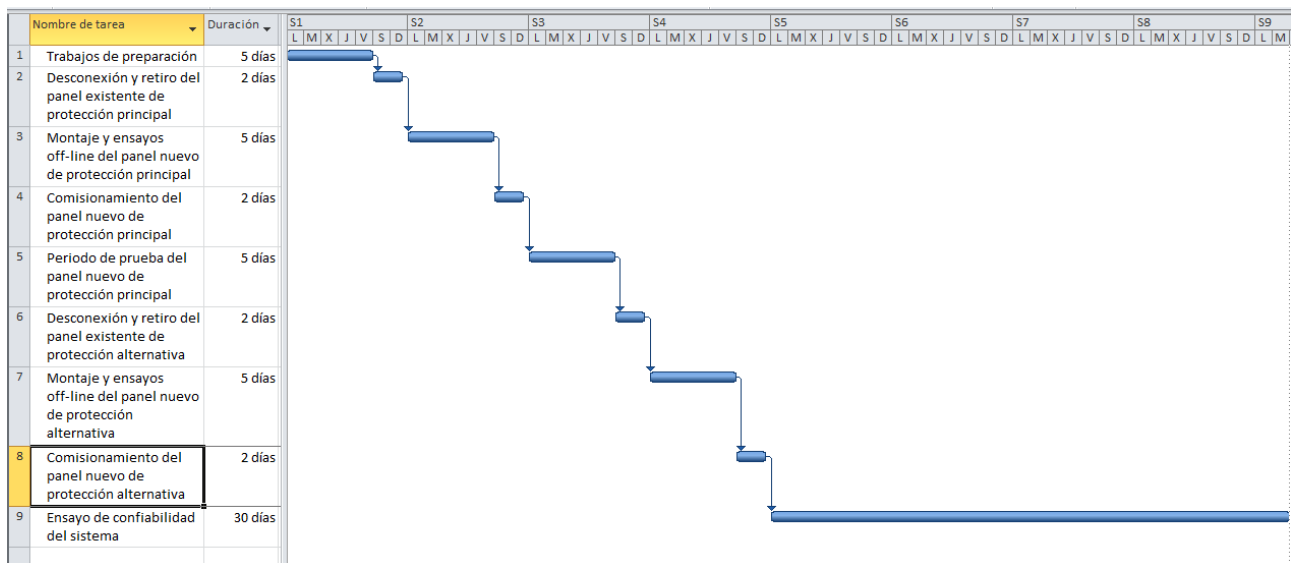 Nombre de tarea Duración S1 S2 S3 S4 S5 S6 S7 S8 S9
L M X J V S D L M X J V S D L M X J V S D L M X J V S D L M X J V S D L M X J V S D L M X J V S D L M X J V S D L M
1 Trabajos de preparación 5 días
2 Desconexión y retiro del 2 días
panel existente de
protección principal
3 Montaje y ensayos 5 días
off-line del panel nuevo
de protección principal
4 Comisionamiento del 2 días
panel nuevo de
protección principal
5 Periodo de prueba del 5 días
panel nuevo de
protección principal
6 Desconexión y retiro del 2 días
panel existente de
protección alternativa
7 Montaje y ensayos 5 días
off-line del panel nuevo
de protección
alternativa
8 Comisionamiento del 2 días
panel nuevo de
protección alternativa
9 Ensayo de confiabilidad 30 días
del sistema